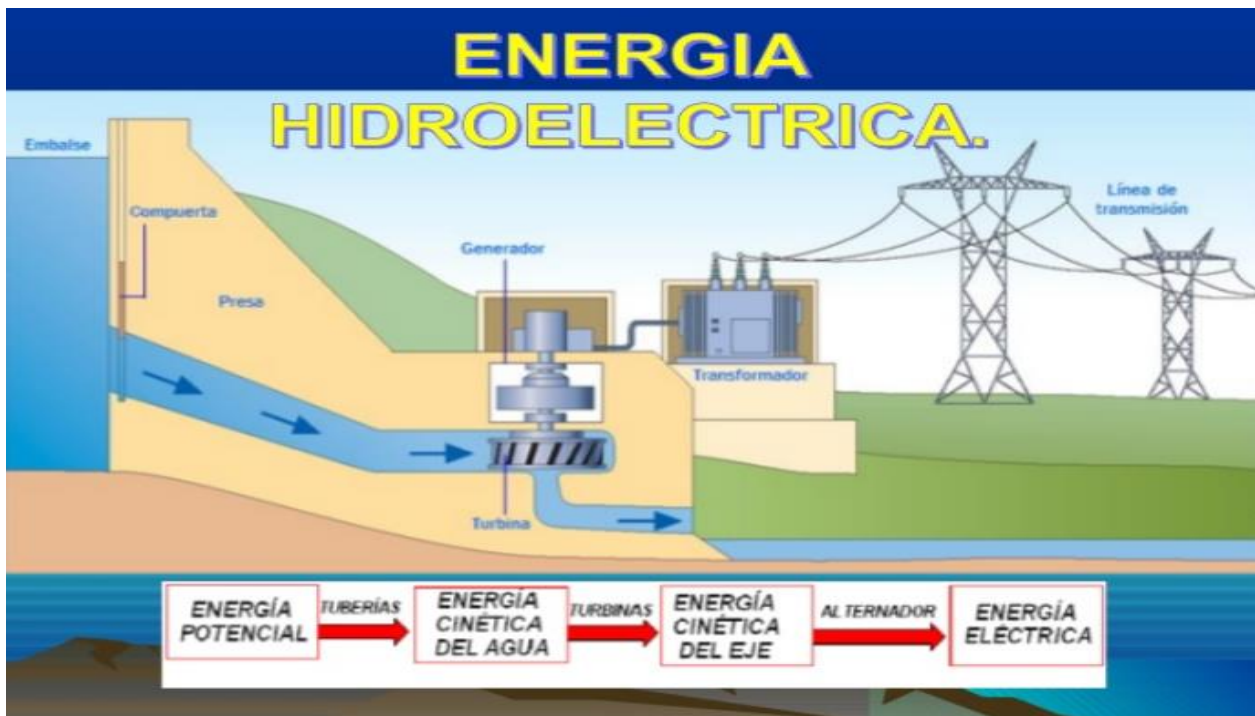 ENERGIA
HIDROELECTRICA.
Embalse
Compuerta
Presa
Generador
Turbina
Transformador
Línea de
transmisión
ENERGÍA
POTENCIAL
TUBERÍAS
ENERGÍA
CINÉTICA
DEL AGUA
TURBINAS
ENERGÍA
CINÉTICA
DEL EJE
ALTERNADOR
ENERGÍA
ELÉCTRICA